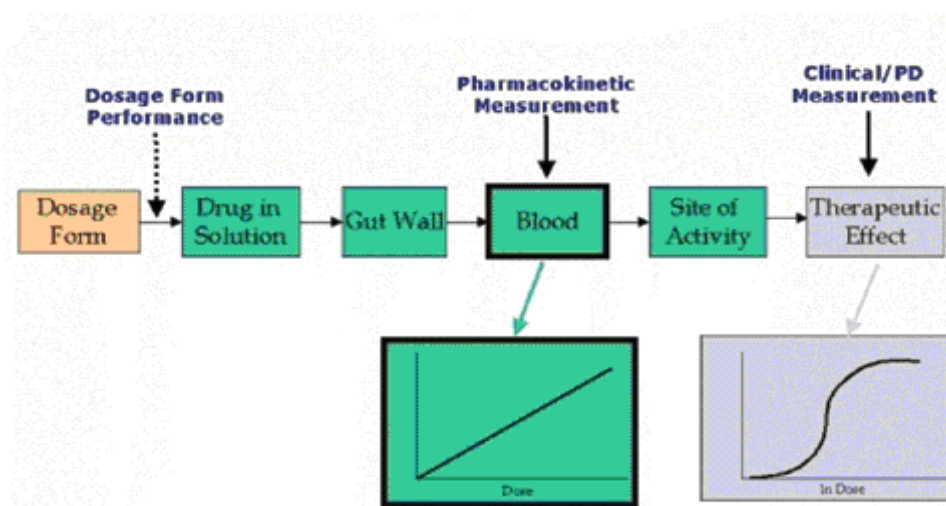 Dosage Form
Performance
Pharmacokinetic
Measurement
Clinical/PD
Measurement
Dosage
Form
Drug in
Solution
Gut Wall
Blood
Site of
Activity
Therapeutic
Effect
Dose
ln Dose